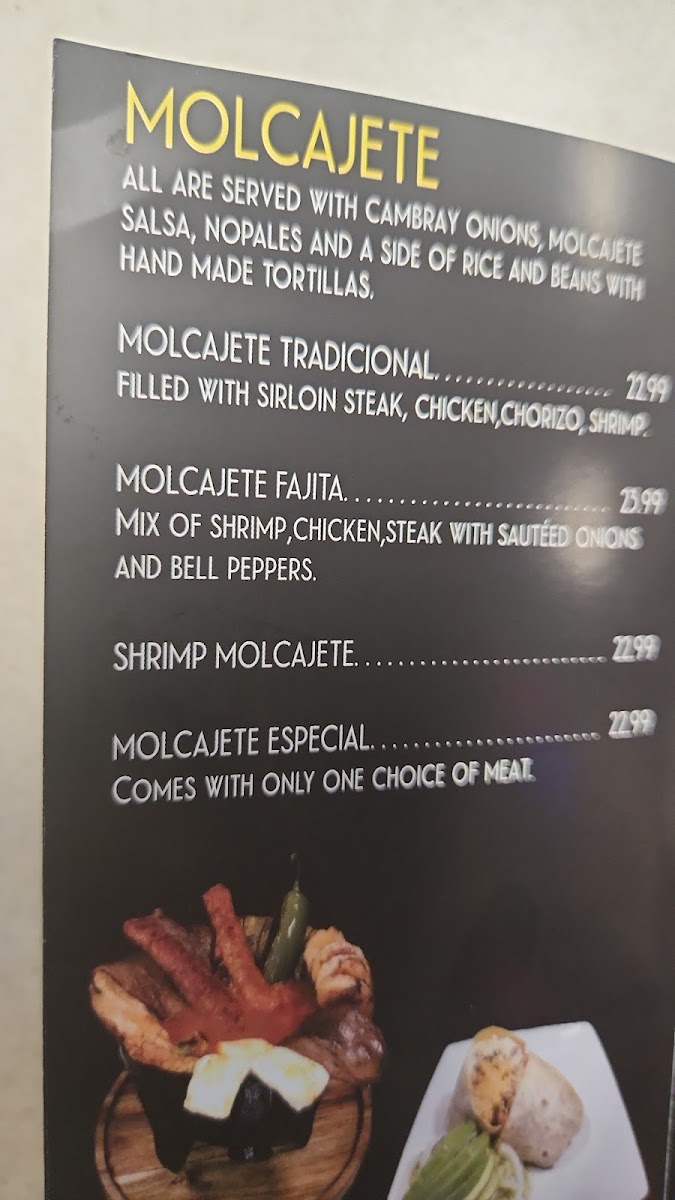 MOLCAJETE
ALL ARE SERVED WITH CAMBRAY ONIONS, MOLCAJETE
SALSA, NOPALES AND A SIDE OF RICE AND BEANS WITH
HAND MADE TORTILLAS.
MOLCAJETE TRADICIONAL.................. 22.99
FILLED WITH SIRLOIN STEAK, CHICKEN,CHORIZO, SHRIMP.
MOLCAJETE FAJITA........................... 23.99
MIX OF SHRIMP,CHICKEN,STEAK WITH SAUTÉED ONIONS
AND BELL PEPPERS.
SHRIMP MOLCAJETE.......................... 22.99
MOLCAJETE ESPECIAL........................ 22.99
COMES WITH ONLY ONE CHOICE OF MEAT.